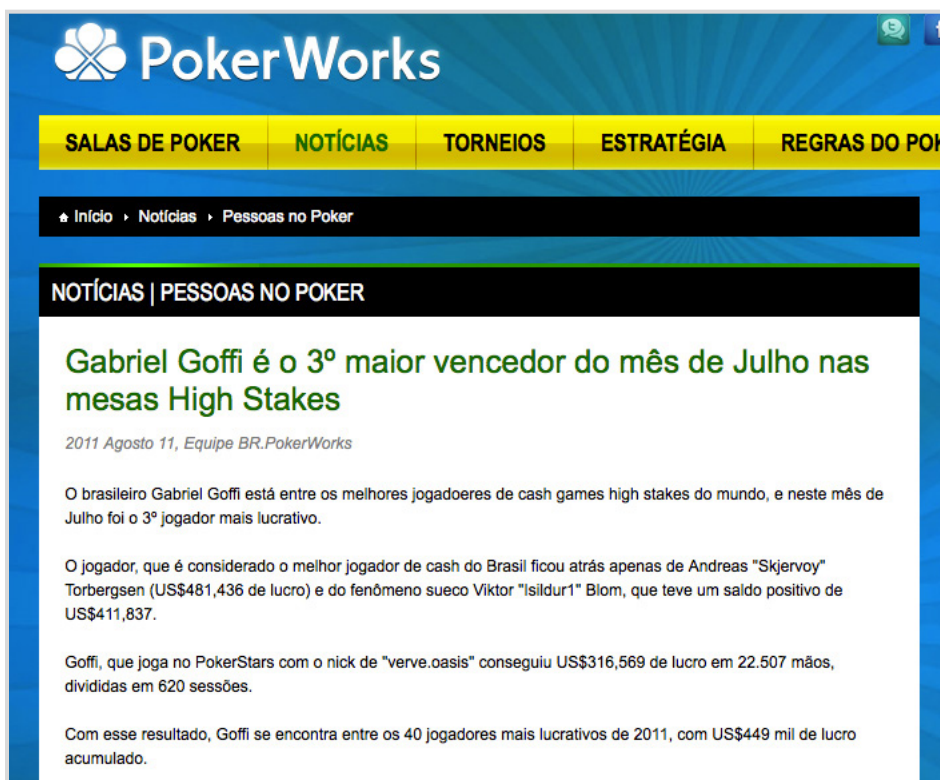 PokerWorks
SALAS DE POKER NOTÍCIAS TORNEIOS ESTRATÉGIA REGRAS DO POK
Início Notícias Pessoas no Poker
NOTÍCIAS | PESSOAS NO POKER
Gabriel Goffi é o 3º maior vencedor do mês de Julho nas
mesas High Stakes
2011 Agosto 11, Equipe BR.PokerWorks
O brasileiro Gabriel Goffi está entre os melhores jogadoeres de cash games high stakes do mundo, e neste mês de
Julho foi o 3º jogador mais lucrativo.
O jogador, que é considerado o melhor jogador de cash do Brasil ficou atrás apenas de Andreas "Skjervoy"
Torbergsen (US$481,436 de lucro) e do fenômeno sueco Viktor "Isildur1" Blom, que teve um saldo positivo de
US$411,837.
Goffi, que joga no PokerStars com o nick de "verve.oasis" conseguiu US$316,569 de lucro em 22.507 mãos,
divididas em 620 sessões.
Com esse resultado, Goffi se encontra entre os 40 jogadores mais lucrativos de 2011, com US$449 mil de lucro
acumulado.